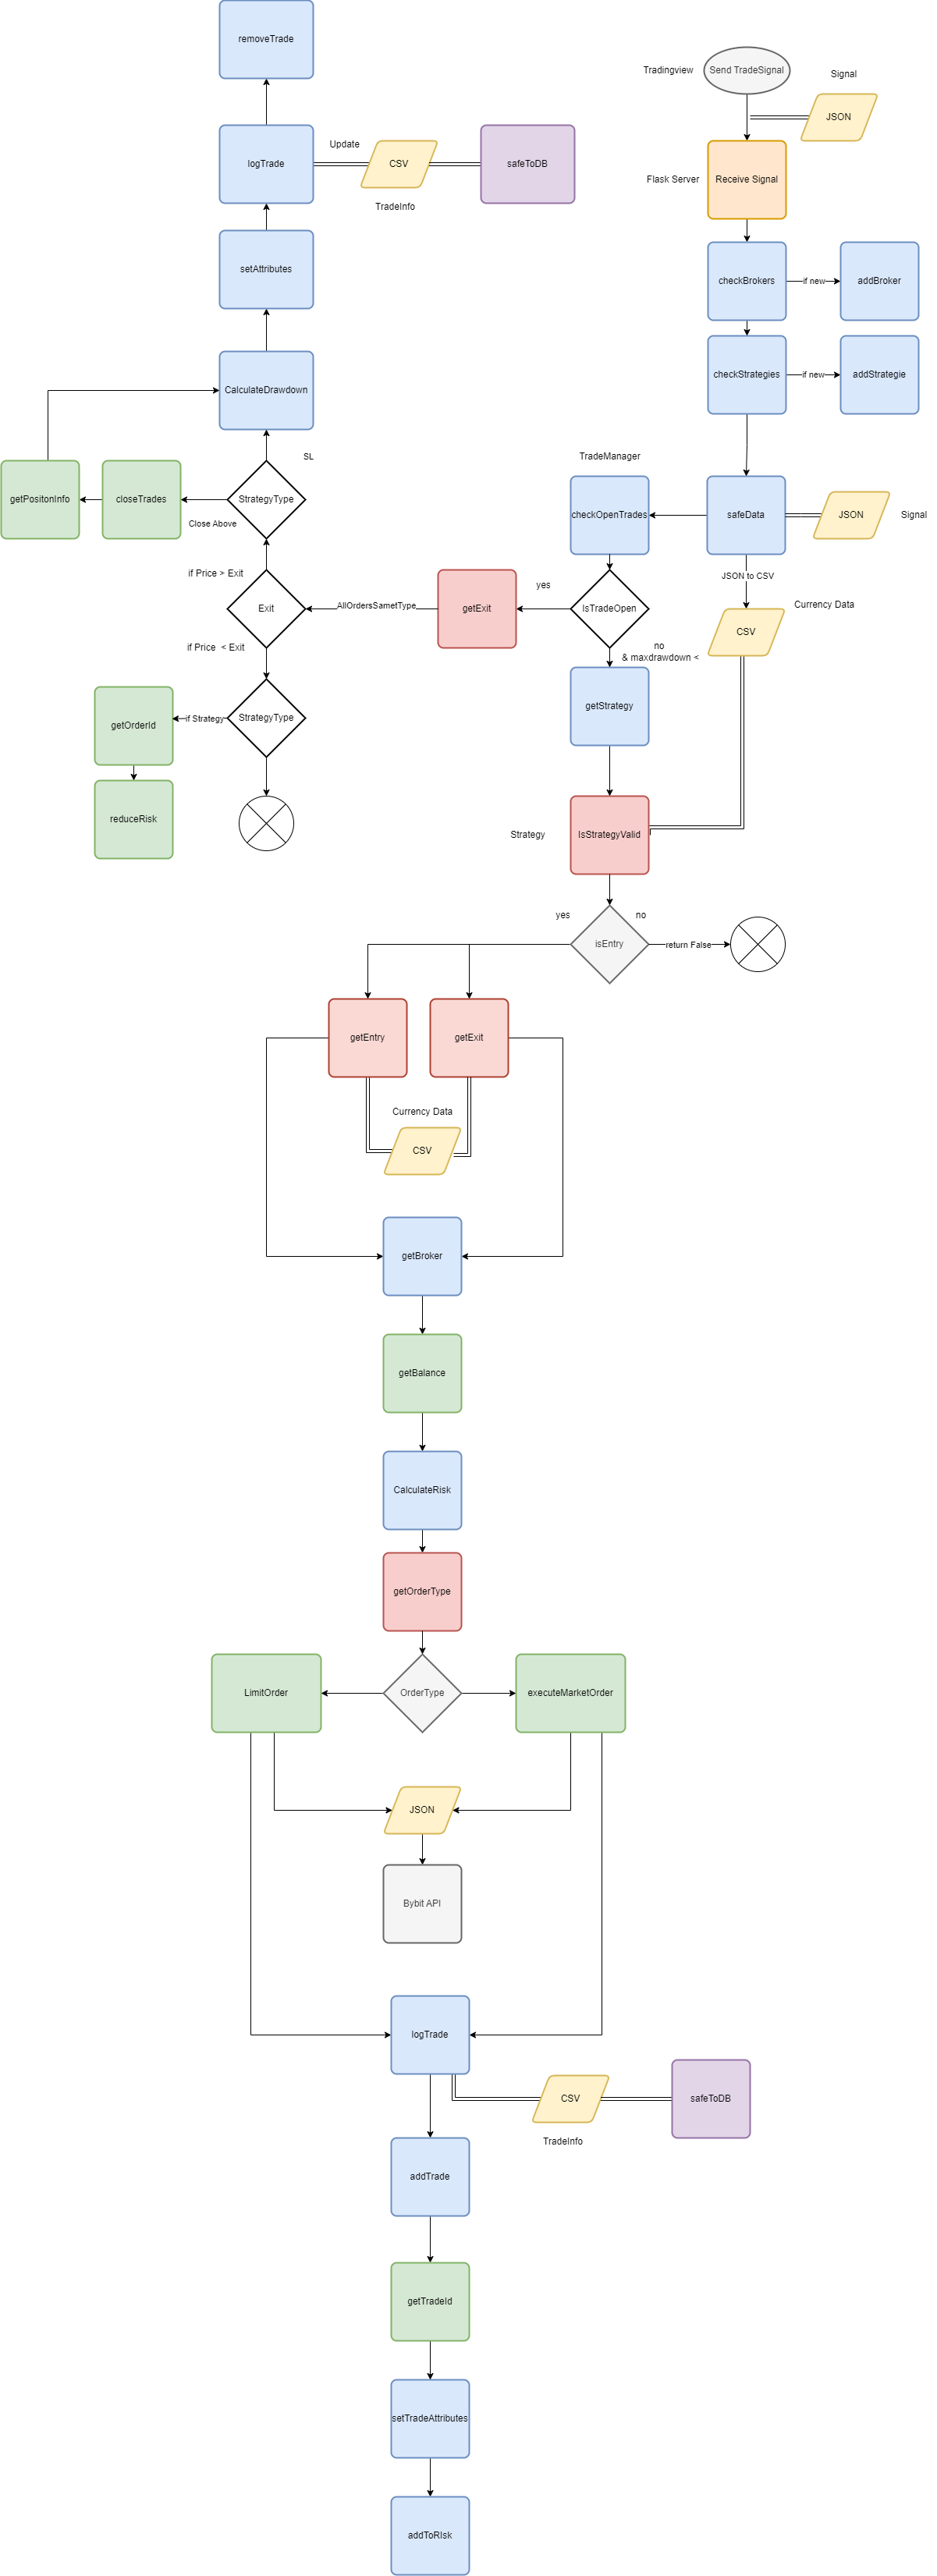 removeTrade
Tradingview
Send TradeSignal
Signal
JSON
logTrade
Update
CSV
safeToDB
TradeInfo
Flask Server
Receive Signal
setAttributes
checkBrokers
if new
addBroker
checkStrategies
if new
addStrategie
CalculateDrawdown
SL
TradeManager
getPositonInfo
closeTrades
StrategyType
Close Above
checkOpenTrades
safeData
JSON
Signal
JSON to CSV
if Price > Exit
Exit
AllOrdersSametType
getExit
yes
IsTradeOpen
Currency Data
CSV
if Price < Exit
no
& maxdrawdown <
getStrategy
getOrderId
if Strategy
StrategyType
reduceRisk
Strategy
IsStrategyValid
yes
no
isEntry
return False
getEntry
getExit
Currency Data
CSV
getBroker
getBalance
CalculateRisk
getOrderType
LimitOrder
OrderType
executeMarketOrder
JSON
Bybit API
logTrade
CSV
safeToDB
TradeInfo
addTrade
getTradeId
setTradeAttributes
addToRIsk